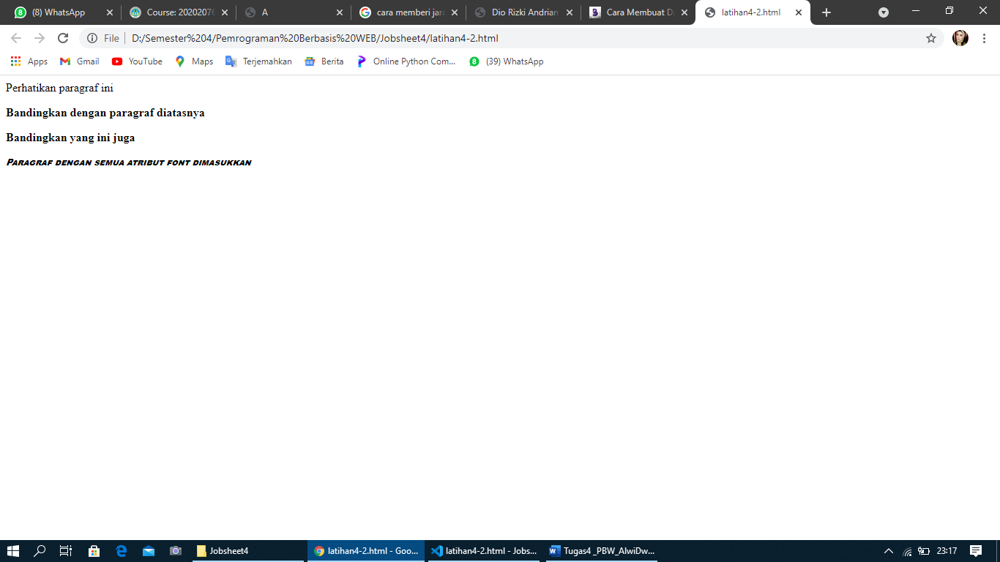 (8) WhatsApp
Course: 20202076
A
cara memberi jara
Dio Rizki Andrian
Cara Membuat Da
latihan4-2.html
File
D:/Semester%204/Pemrograman%20Berbasis%20WEB/Jobsheet4/latihan4-2.html
Apps
Gmail
YouTube
Maps
Terjemahkan
Berita
Online Python Com...
(39) WhatsApp
Perhatikan paragraf ini
Bandingkan dengan paragraf diatasnya
Bandingkan yang ini juga
Paragraf dengan semua atribut font dimasukkan
Jobsheet4
latihan4-2.html - Goo...
latihan4-2.html - Jobs...
Tugas4 _PBW_AlwiDw...
23:17